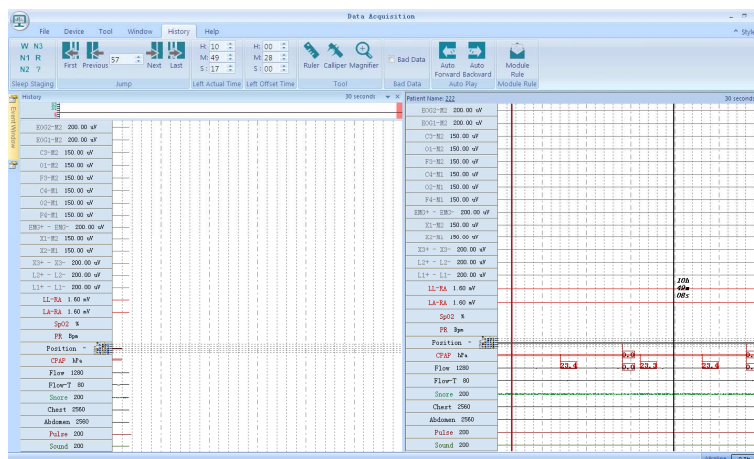 Data Acquisition
File Device Tool Window History Help
Style
W N3
N1 R
N2 ?
First Previous 57 Next Last
H: 10
M: 49
S: 17
H: 00
M: 28
S: 00
Ruler Calliper Magnifier
Bad Data
Auto Forward
Auto Backward
Module Rule
Sleep Staging Jump Left Actual Time Left Offset Time Tool Bad Data Auto Play Module Rule
Event Window
History 30 seconds
EOG2-M2 200.00 uV
EOG1-M2 200.00 uV
C3-M2 150.00 uV
O1-M2 150.00 uV
F3-M2 150.00 uV
C4-M1 150.00 uV
O2-M1 150.00 uV
F4-M1 150.00 uV
EMG+ - EMG- 200.00 uV
X1-M2 150.00 uV
X2-M1 150.00 uV
X3+ - X3- 200.00 uV
L2+ - L2- 200.00 uV
L1+ - L1- 200.00 uV
LL-RA 1.60 mV
LA-RA 1.60 mV
SpO2 %
PR Bpm
Position -
CPAP hPa
Flow 1280
Flow-T 80
Snore 200
Chest 2560
Abdomen 2560
Pulse 200
Sound 200
Patient Name: 222 30 seconds
EOG2-M2 200.00 uV
EOG1-M2 200.00 uV
C3-M2 150.00 uV
O1-M2 150.00 uV
F3-M2 150.00 uV
C4-M1 150.00 uV
O2-M1 150.00 uV
F4-M1 150.00 uV
EMG+ - EMG- 200.00 uV
X1-M2 150.00 uV
X2-M1 150.00 uV
X3+ - X3- 200.00 uV
L2+ - L2- 200.00 uV
L1+ - L1- 200.00 uV
LL-RA 1.60 mV
LA-RA 1.60 mV
SpO2 %
PR Bpm
Position -
CPAP hPa
Flow 1280
Flow-T 80
Snore 200
Chest 2560
Abdomen 2560
Pulse 200
Sound 200
10h
49m
08s
0.0
23.4 0.0 23.3 23.4